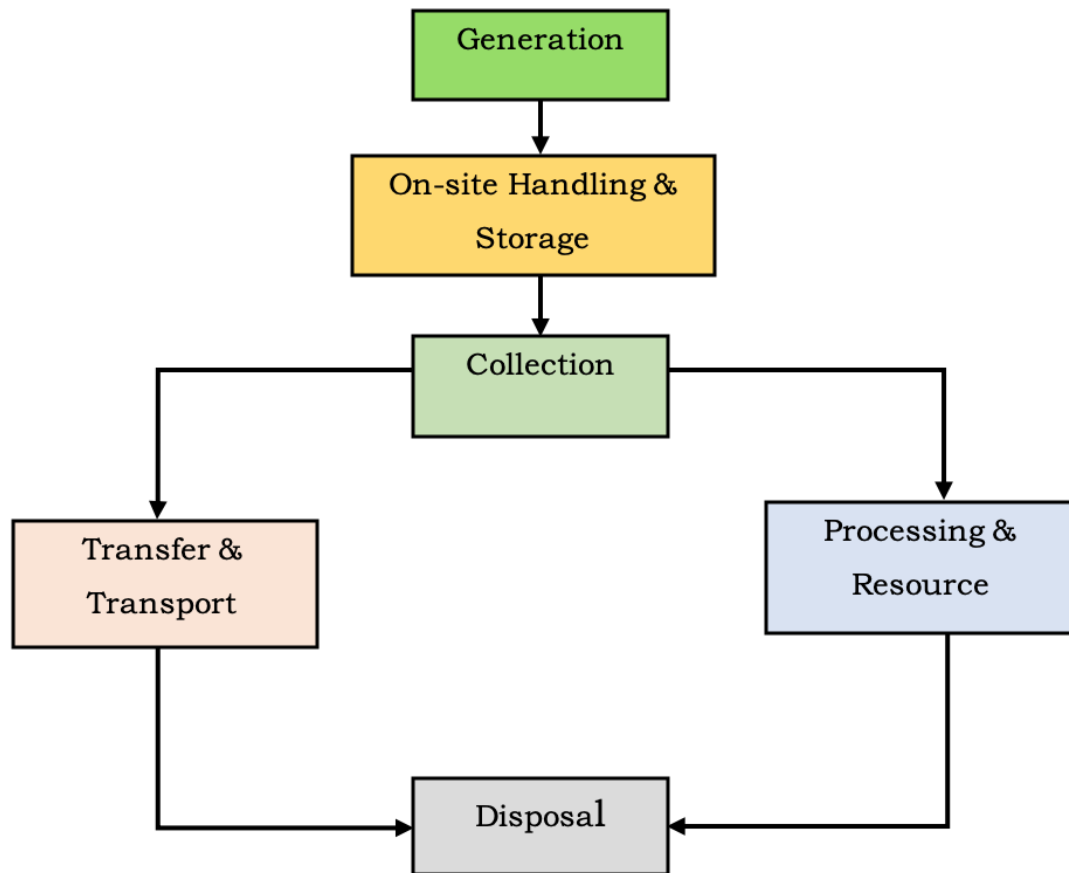 Generation
On-site Handling &
Storage
Collection
Transfer &
Transport
Processing &
Resource
Disposal